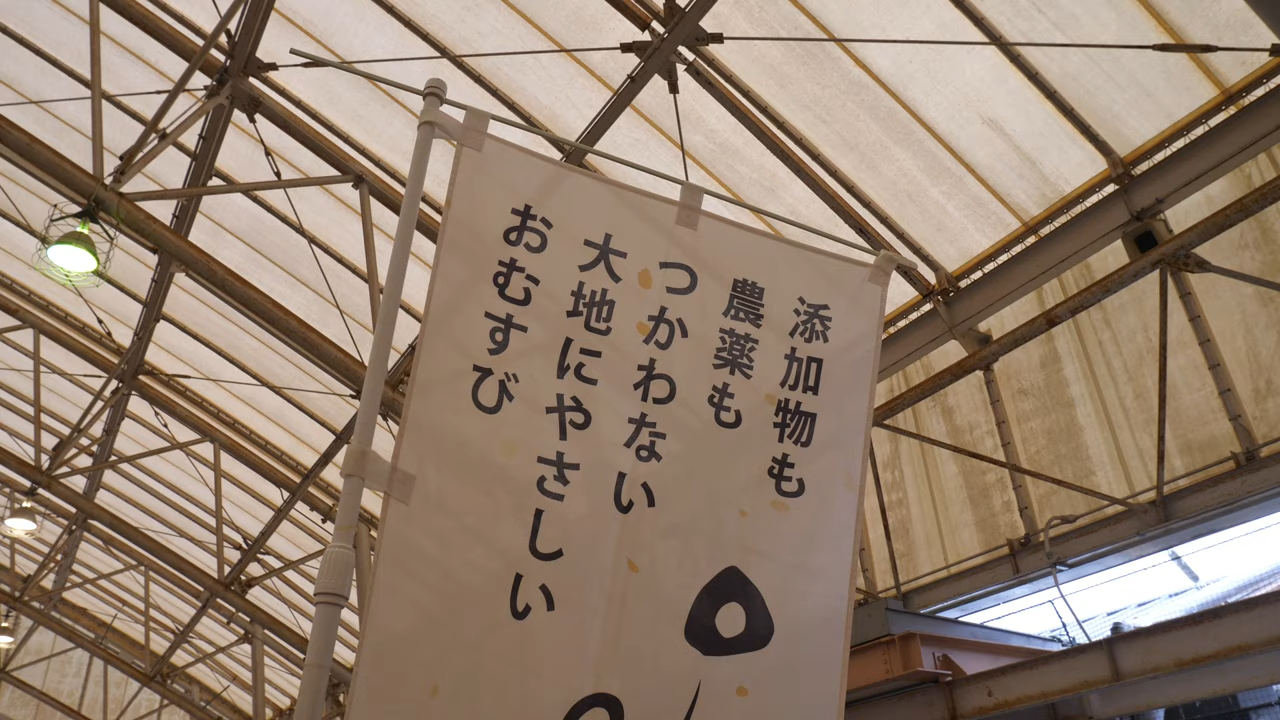 添加物も
農薬も
つかわない
大地にやさしい
おむすび